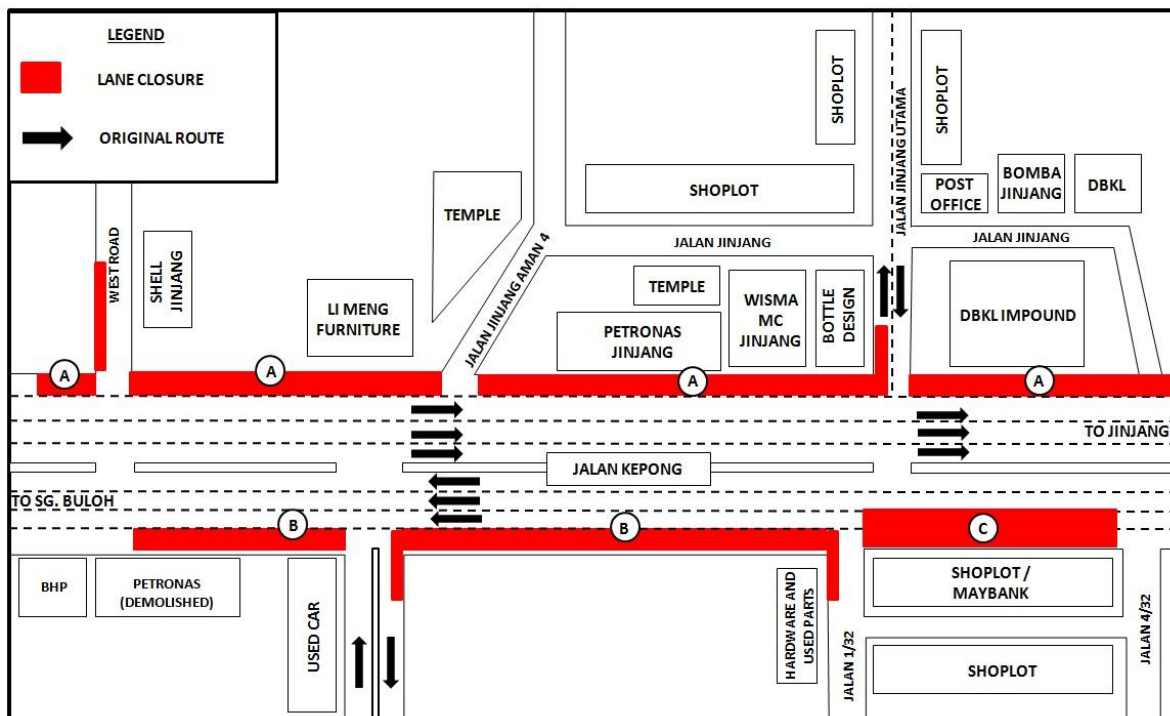 LEGEND
LANE CLOSURE
ORIGINAL ROUTE
WEST ROAD
SHELL
JINJANG
LI MENG
FURNITURE
TEMPLE
JALAN JINJANG AMAN 4
SHOPLOT
SHOPLOT
JALAN JINJANG
TEMPLE
PETRONAS
JINJANG
WISMA
MC
JINJANG
BOTTLE
DESIGN
JALAN JINJANG UTAMA
SHOPLOT
POST
OFFICE
BOMBA
JINJANG
DBKL
JALAN JINJANG
DBKL IMPOUND
A
A
A
A
TO JINJANG
JALAN KEPONG
TO SG. BULOH
B
B
C
BHP
PETRONAS
(DEMOLISHED)
USED CAR
HARDWARE AND
USED PARTS
JALAN 1/32
SHOPLOT /
MAYBANK
SHOPLOT
JALAN 4/32